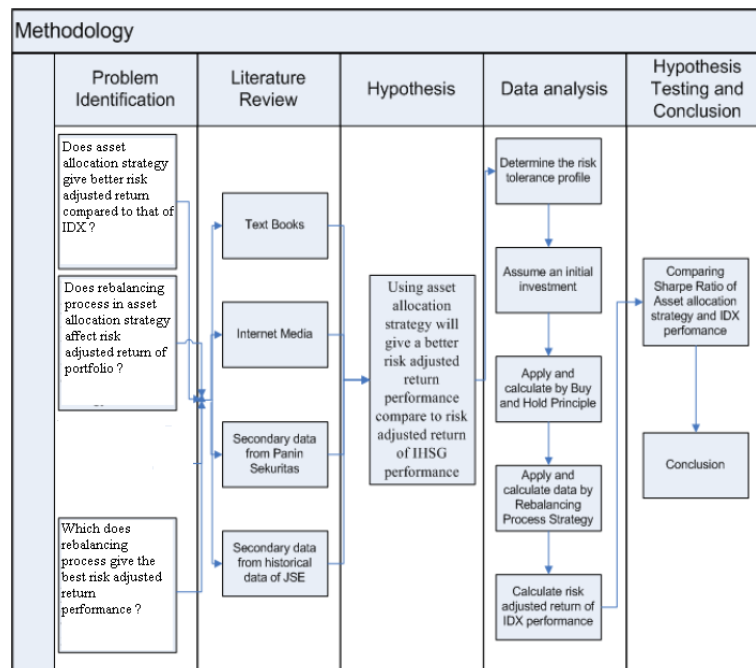 Methodology
Problem
Identification
Literature
Review
Hypothesis
Data analysis
Hypothesis
Testing and
Conclusion
Does asset
allocation strategy
give better risk
adjusted return
compared to that of
IDX ?
Does rebalancing
process in asset
allocation strategy
affect risk
adjusted return of
portfolio ?
Which does
rebalancing
process give the
best risk adjusted
return
performance ?
Text Books
Internet Media
Secondary data
from Panin
Sekuritas
Secondary data
from historical
data of JSE
Using asset
allocation
strategy will
give a better
risk adjusted
return
performance
compare to risk
adjusted return
of IHSG
performance
Determine the risk
tolerance profile
Assume an initial
investment
Apply and
calculate by Buy
and Hold Principle
Apply and
calculate data by
Rebalancing
Process Strategy
Calculate risk
adjusted return of
IDX performance
Comparing
Sharpe Ratio of
Asset allocation
strategy and IDX
perfomance
Conclusion